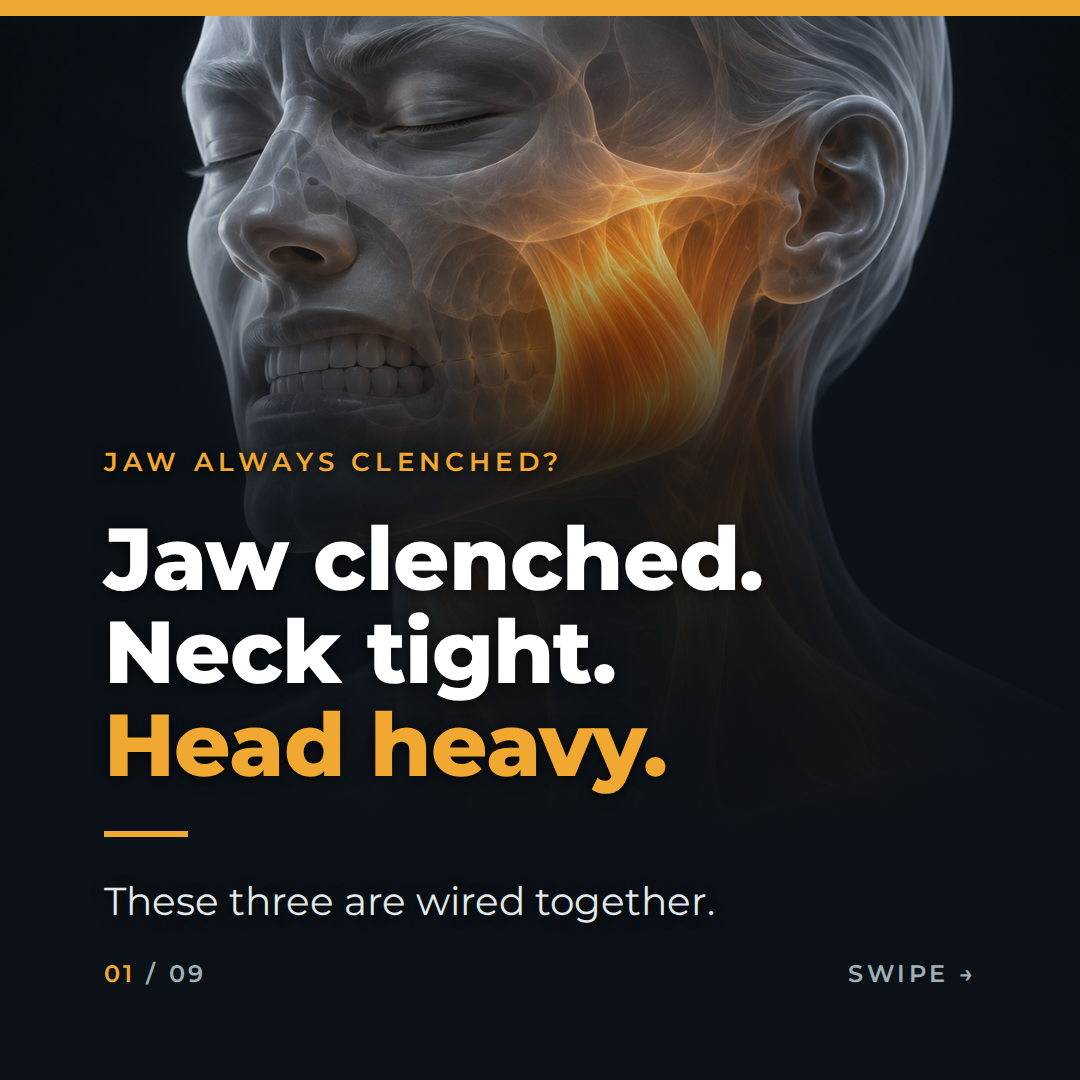 JAW ALWAYS CLENCHED?
Jaw clenched.
Neck tight.
Head heavy.
These three are wired together.
01 / 09
SWIPE →